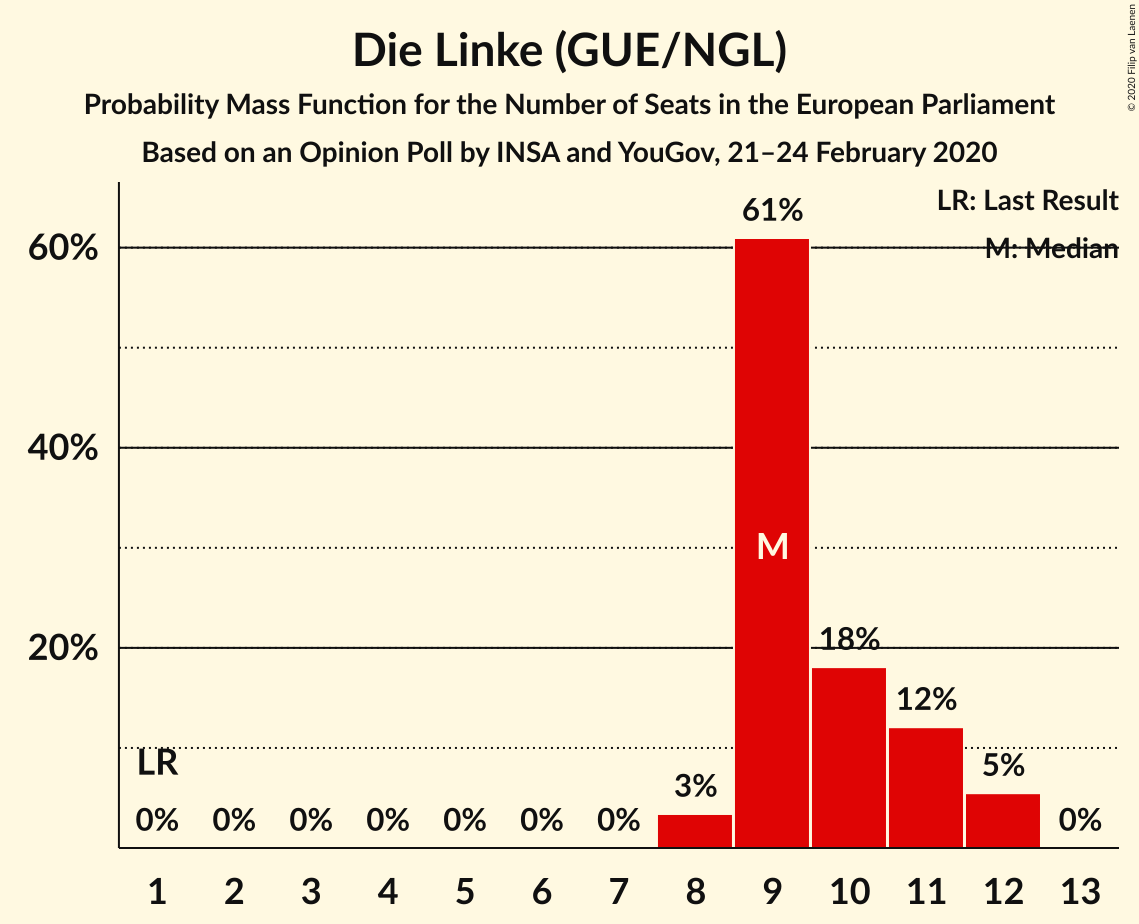 Die Linke (GUE/NGL)
Probability Mass Function for the Number of Seats in the European Parliament
Based on an Opinion Poll by INSA and YouGov, 21–24 February 2020
© 2020 Filip van Laenen
LR: Last Result
M: Median
60%
40%
20%
61%
M
18%
12%
5%
3%
LR
0% 0% 0% 0% 0% 0% 0% 0%
1 2 3 4 5 6 7 8 9 10 11 12 13